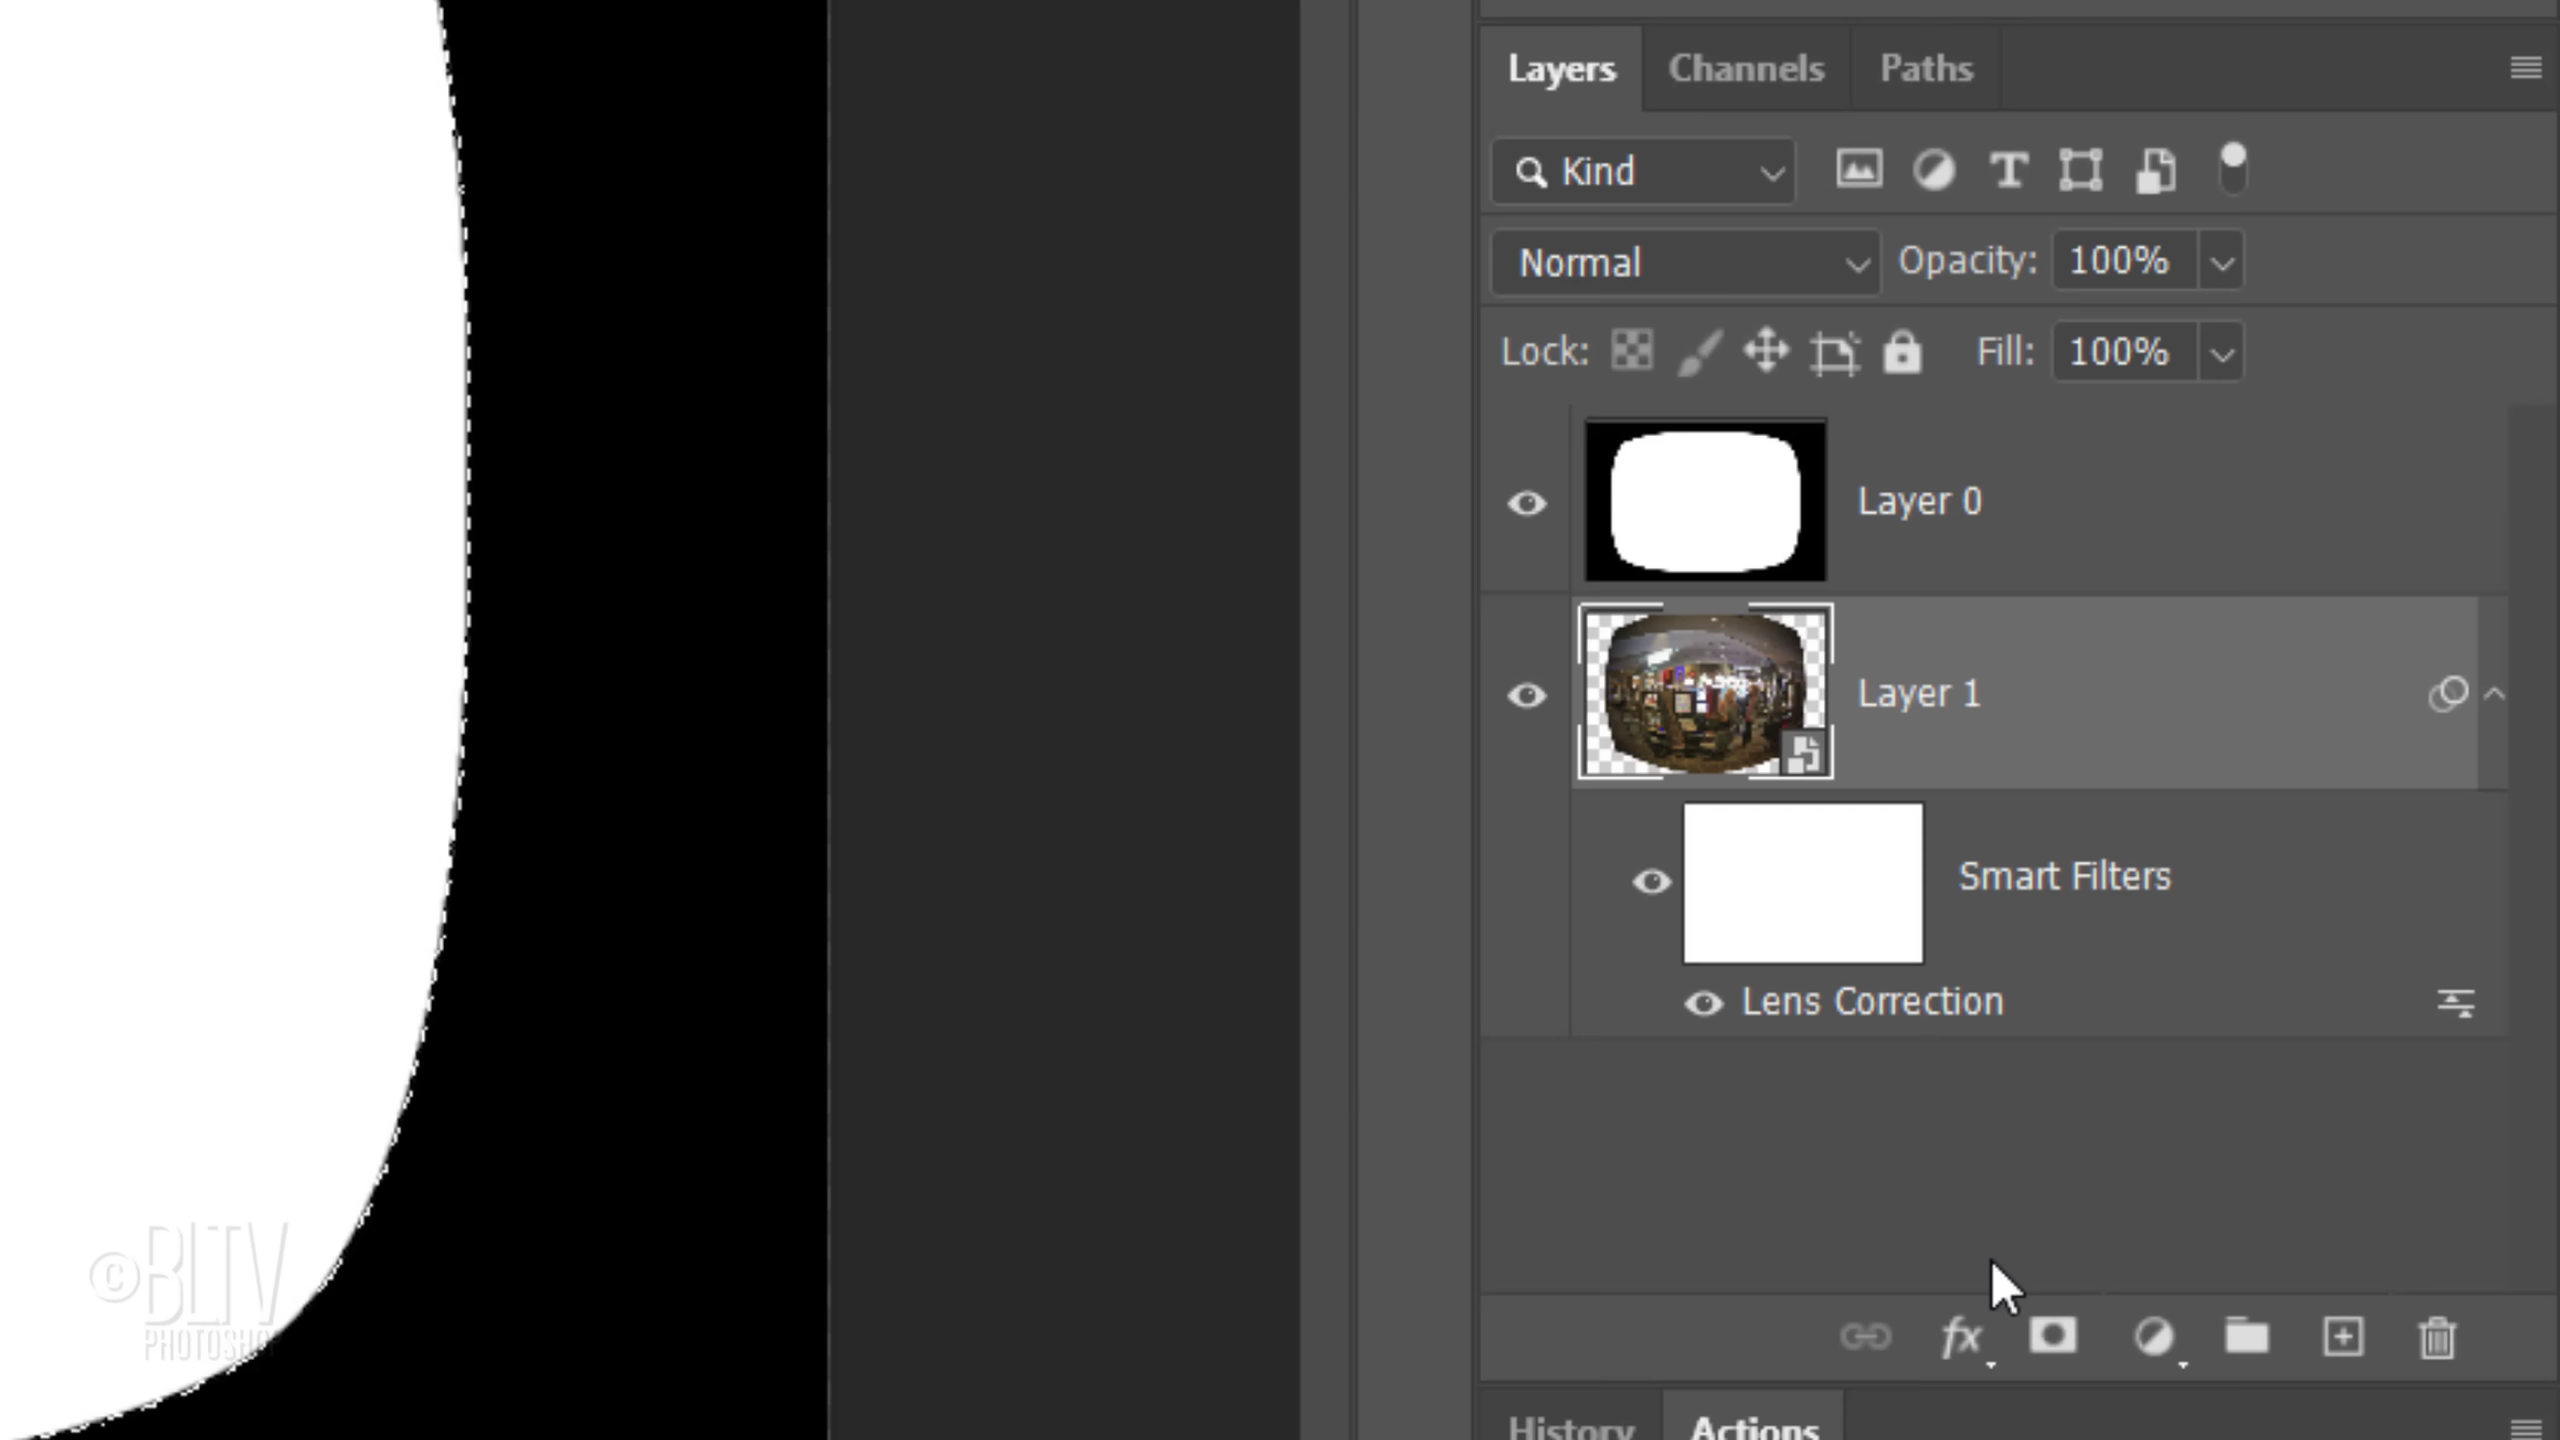 Layers Channels Paths
Kind
Normal Opacity: 100%
Lock: Fill: 100%
Layer 0
Layer 1
Smart Filters
Lens Correction
fx
©BLTV
PHOTOSHOP
History Actions